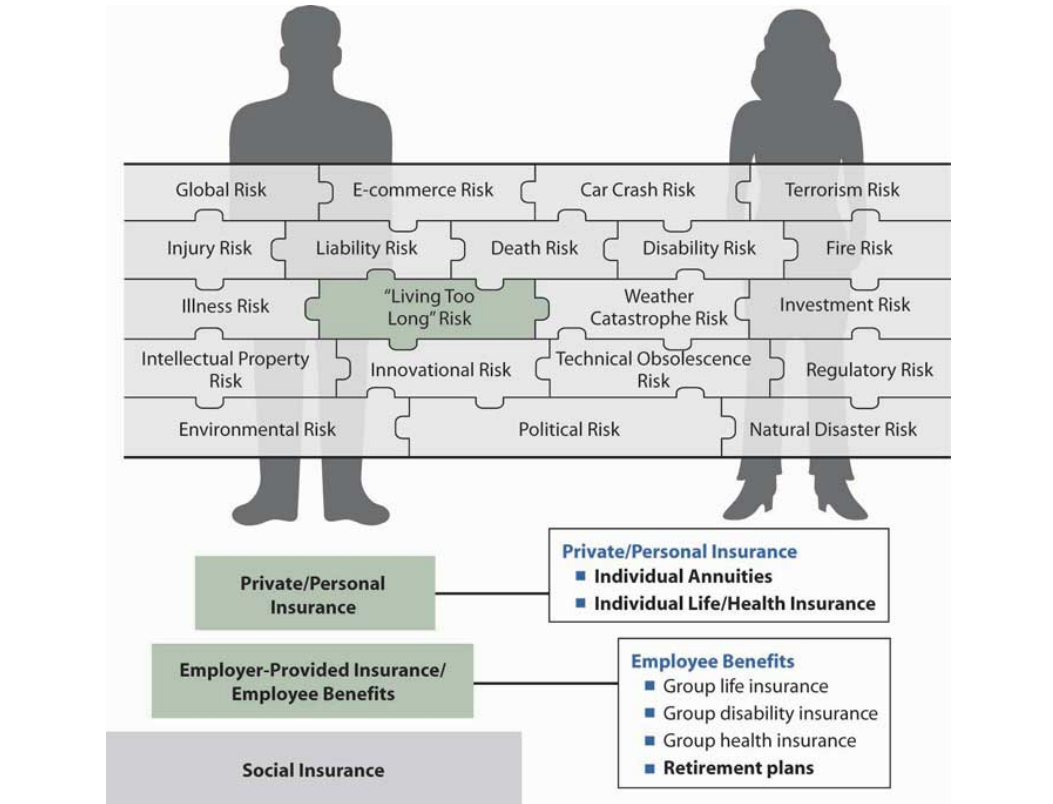 Global Risk
E-commerce Risk
Car Crash Risk
Terrorism Risk
Injury Risk
Liability Risk
Death Risk
Disability Risk
Fire Risk
Illness Risk
“Living Too
Long” Risk
Weather
Catastrophe Risk
Investment Risk
Intellectual Property
Risk
Innovational Risk
Technical Obsolescence
Risk
Regulatory Risk
Environmental Risk
Political Risk
Natural Disaster Risk
Private/Personal
Insurance
Private/Personal Insurance
Individual Annuities
Individual Life/Health Insurance
Employer-Provided Insurance/
Employee Benefits
Employee Benefits
Group life insurance
Group disability insurance
Group health insurance
Retirement plans
Social Insurance